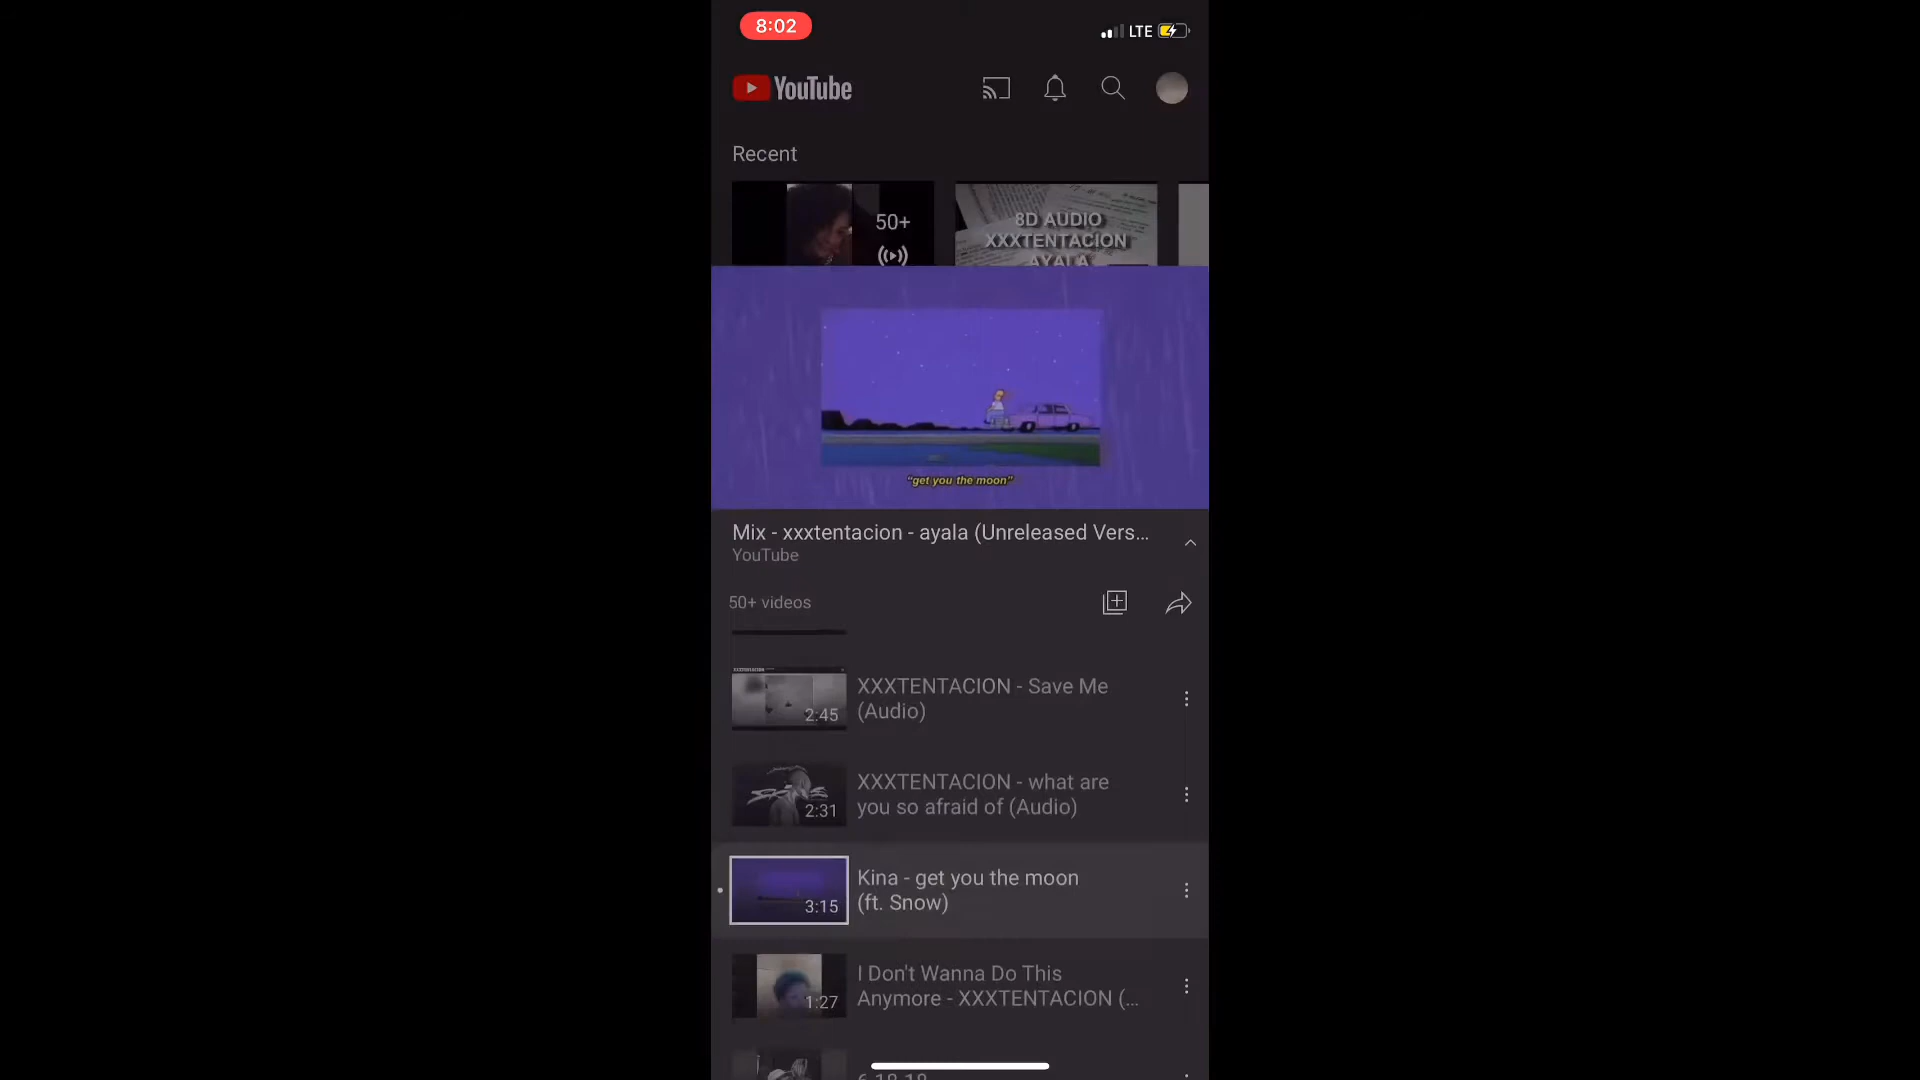 8:02
LTE
YouTube
Recent
50+
8D AUDIO
XXXTENTACION
AYALA
"get you the moon"
Mix - xxxtentacion - ayala (Unreleased Vers...
YouTube
50+ videos
2:45
XXXTENTACION - Save Me
(Audio)
2:31
XXXTENTACION - what are
you so afraid of (Audio)
3:15
Kina - get you the moon
(ft. Snow)
1:27
I Don't Wanna Do This
Anymore - XXXTENTACION (...